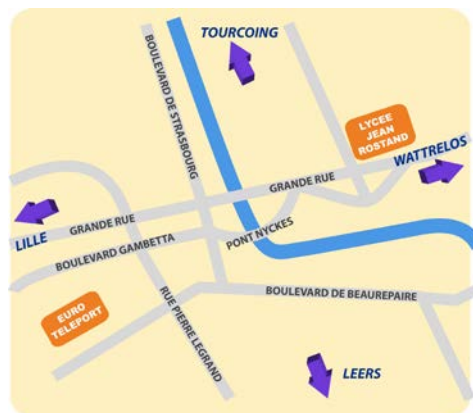 TOURCOING
BOULEVARD DE STRASBOURG
LYCEE
JEAN
ROSTAND
WATTRELOS
GRANDE RUE
GRANDE RUE
LILLE
BOULEVARD GAMBETTA
PONT NYCKES
EURO
TELEPORT
RUE PIERRE LEGRAND
BOULEVARD DE BEAUREPAIRE
LEERS